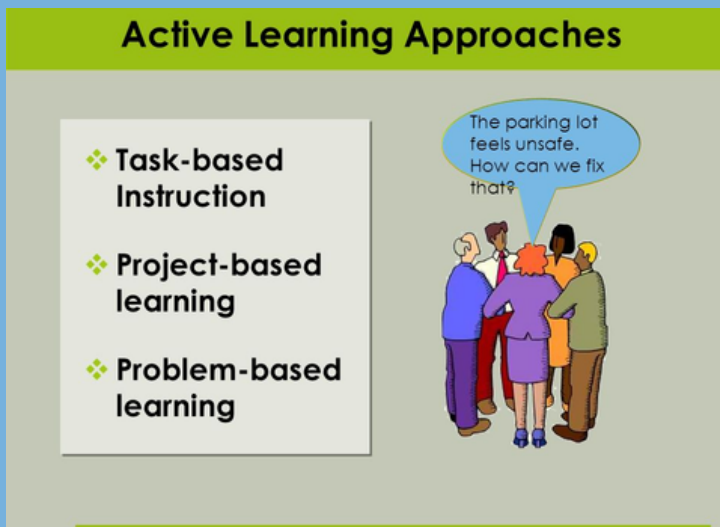 Active Learning Approaches
Task-based
Instruction
Project-based
learning
Problem-based
learning
The parking lot
feels unsafe.
How can we fix
that?